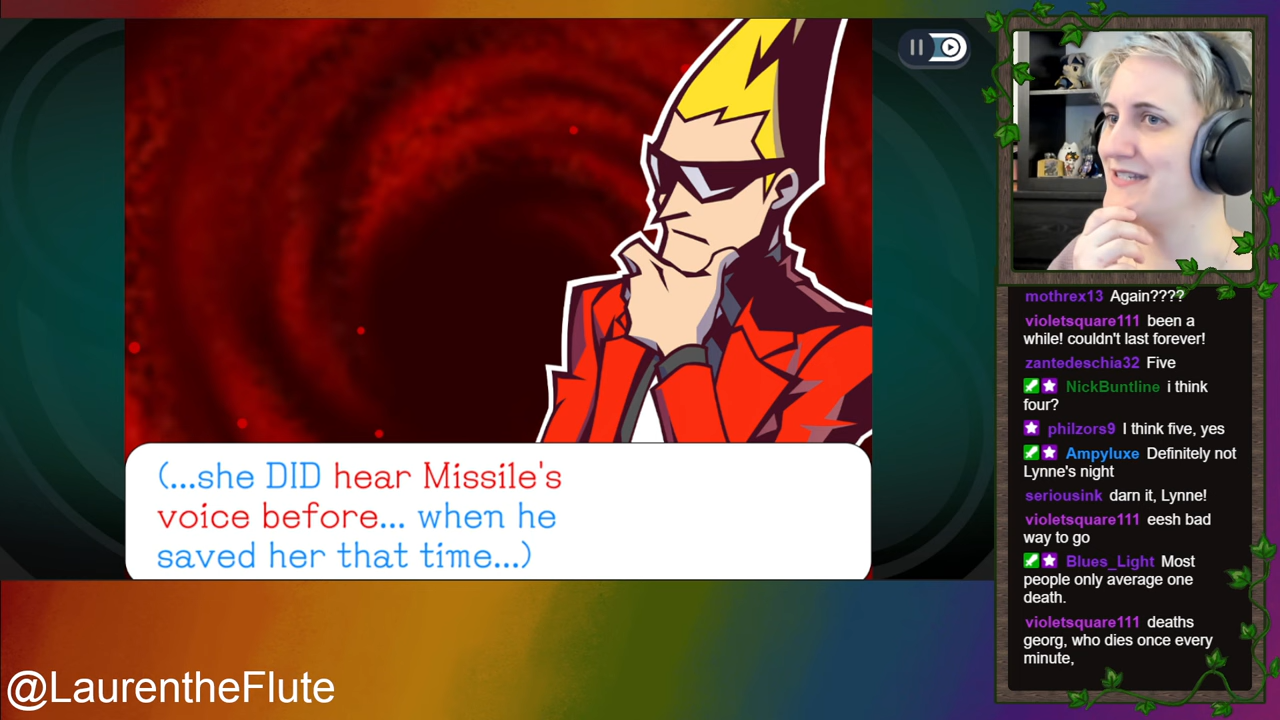 (...she DID hear Missile's
voice before... when he
saved her that time...)
mothrex13 Again????
violetsquare111 been a
while! couldn't last forever!
zantedeschia32 Five
NickBuntline i think
four?
philzors9 I think five, yes
Ampyluxe Definitely not
Lynne's night
seriousink darn it, Lynne!
violetsquare111 eesh bad
way to go
Blues_Light Most
people only average one
death.
violetsquare111 deaths
georg, who dies once every
minute,
@LaurentheFlute